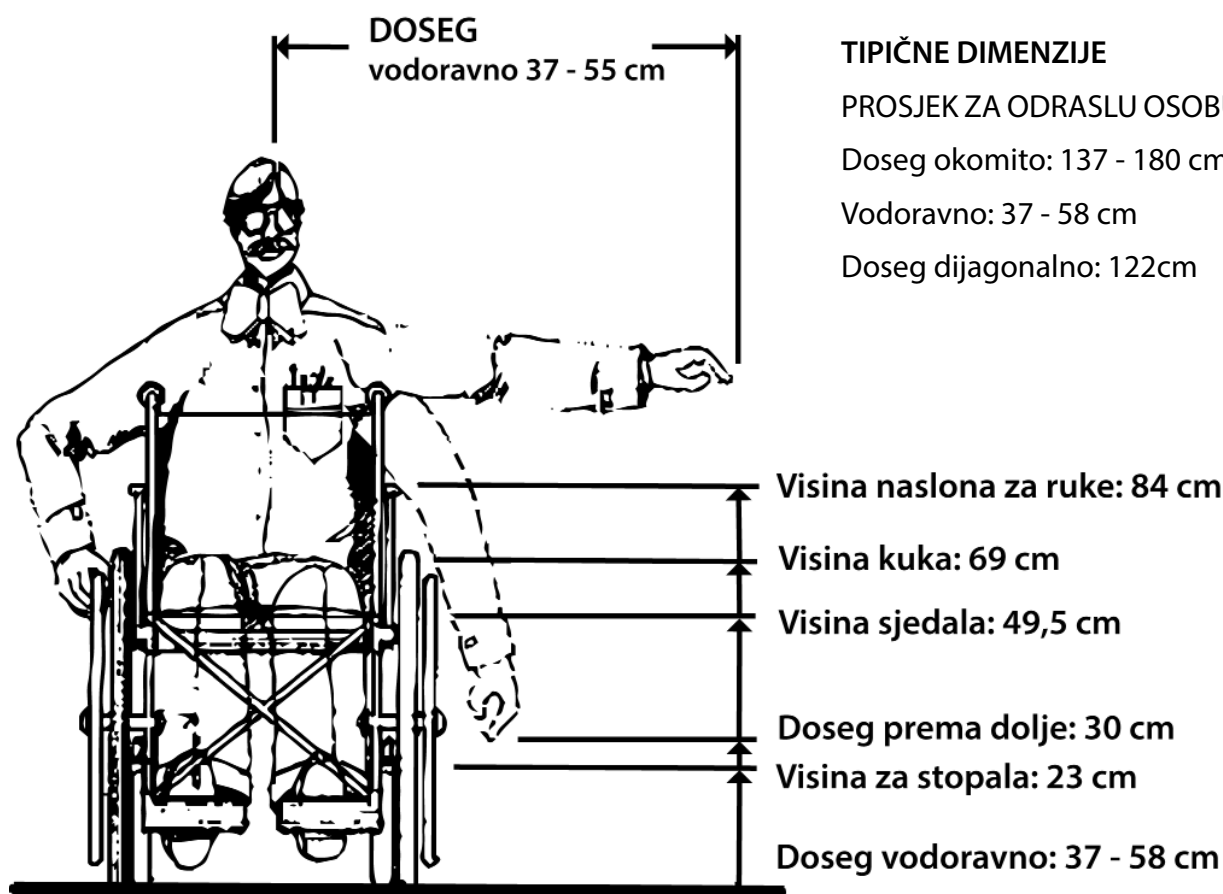 DOSEG
vodoravno 37 - 55 cm
TIPIČNE DIMENZIJE
PROSJEK ZA ODRASLU OSOBU
Doseg okomito: 137 - 180 cm
Vodoravno: 37 - 58 cm
Doseg dijagonalno: 122cm
Visina naslona za ruke: 84 cm
Visina kuka: 69 cm
Visina sjedala: 49,5 cm
Doseg prema dolje: 30 cm
Visina za stopala: 23 cm
Doseg vodoravno: 37 - 58 cm